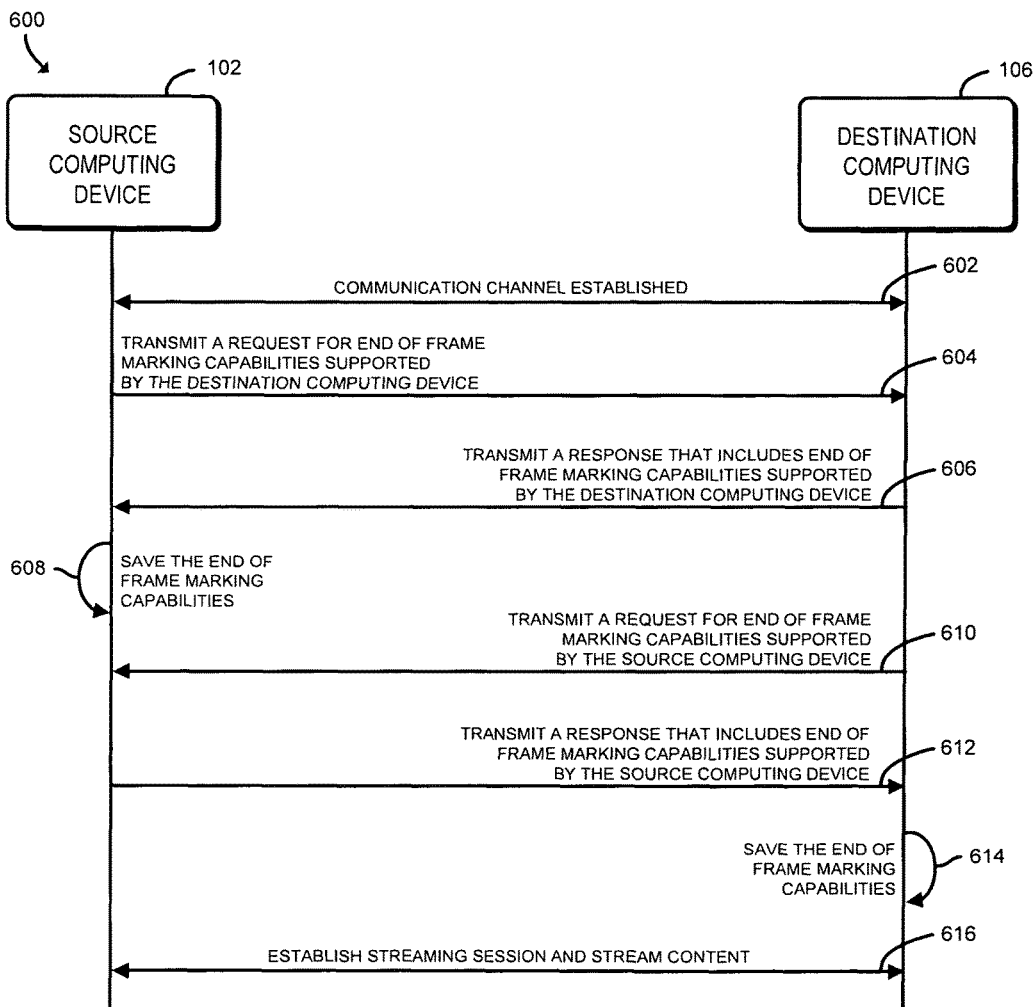 600
102
106
SOURCE
COMPUTING
DEVICE
DESTINATION
COMPUTING
DEVICE
602
COMMUNICATION CHANNEL ESTABLISHED
TRANSMIT A REQUEST FOR END OF FRAME
MARKING CAPABILITIES SUPPORTED
BY THE DESTINATION COMPUTING DEVICE
604
TRANSMIT A RESPONSE THAT INCLUDES END OF
FRAME MARKING CAPABILITIES SUPPORTED
BY THE DESTINATION COMPUTING DEVICE
606
608
SAVE THE END OF
FRAME MARKING
CAPABILITIES
TRANSMIT A REQUEST FOR END OF FRAME
MARKING CAPABILITIES SUPPORTED
BY THE SOURCE COMPUTING DEVICE
610
TRANSMIT A RESPONSE THAT INCLUDES END OF
FRAME MARKING CAPABILITIES SUPPORTED
BY THE SOURCE COMPUTING DEVICE
612
SAVE THE END OF
FRAME MARKING
CAPABILITIES
614
616
ESTABLISH STREAMING SESSION AND STREAM CONTENT